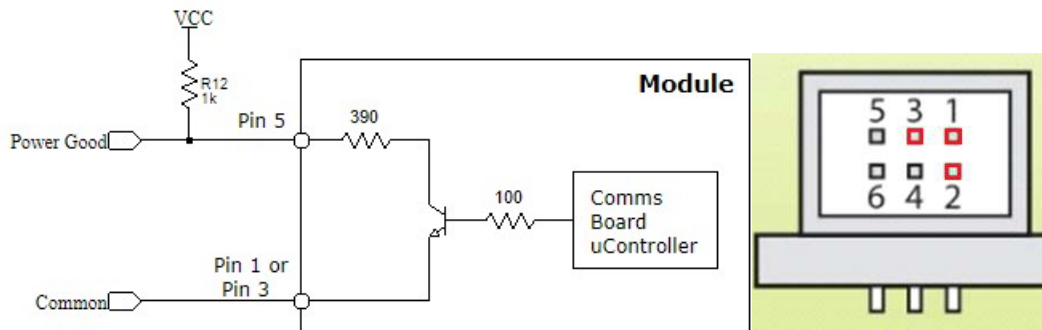 VCC
R12
1k
Module
Power Good
Pin 5
390
100
Comms
Board
uController
Pin 1 or
Pin 3
Common
5 3 1
6 4 2